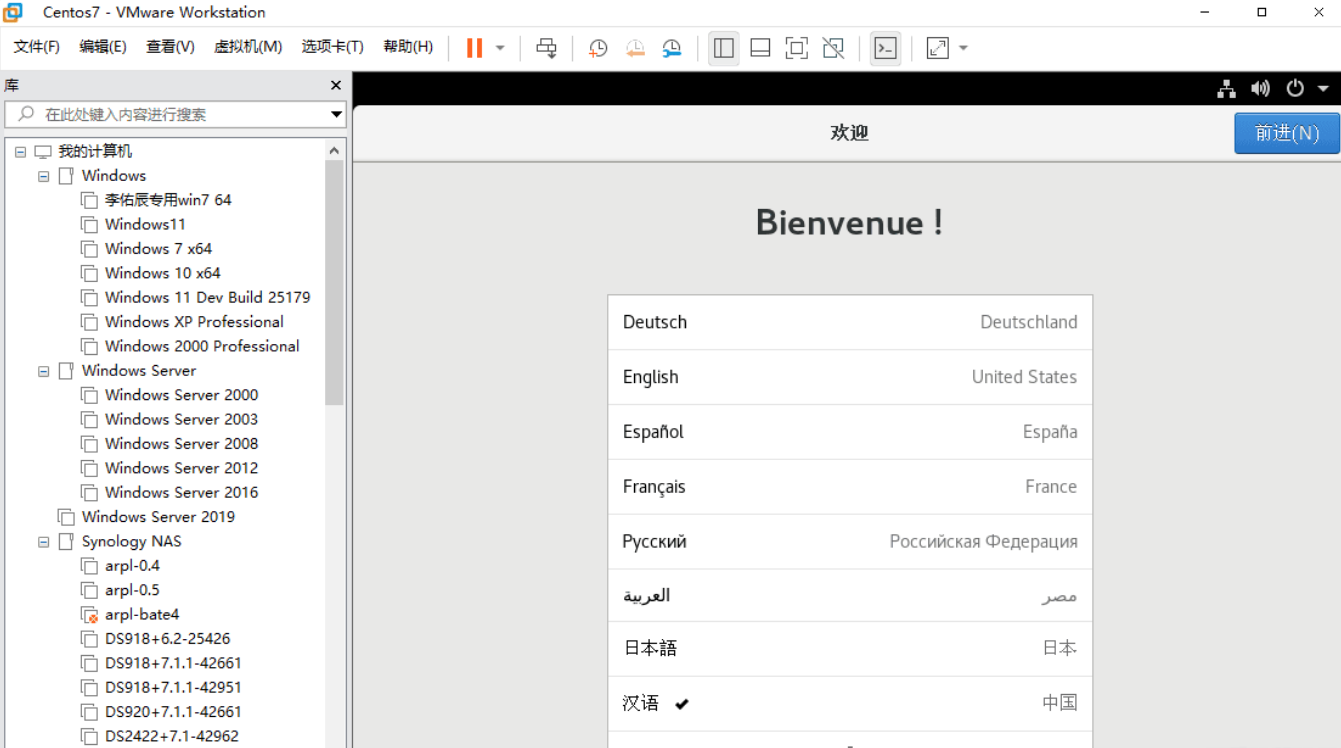 Centos7 - VMware Workstation
文件(F) 编辑(E) 查看(V) 虚拟机(M) 选项卡(T) 帮助(H)
库
在此处键入内容进行搜索
我的计算机
Windows
李佑辰专用win7 64
Windows11
Windows 7 x64
Windows 10 x64
Windows 11 Dev Build 25179
Windows XP Professional
Windows 2000 Professional
Windows Server
Windows Server 2000
Windows Server 2003
Windows Server 2008
Windows Server 2012
Windows Server 2016
Windows Server 2019
Synology NAS
arpl-0.4
arpl-0.5
arpl-bate4
DS918+6.2-25426
DS918+7.1.1-42661
DS918+7.1.1-42951
DS920+7.1.1-42661
DS2422+7.1-42962
欢迎
前进(N)
Bienvenue !
Deutsch Deutschland
English United States
Español España
Français France
Русский Российская Федерация
العربية مصر
日本語 日本
汉语 中国